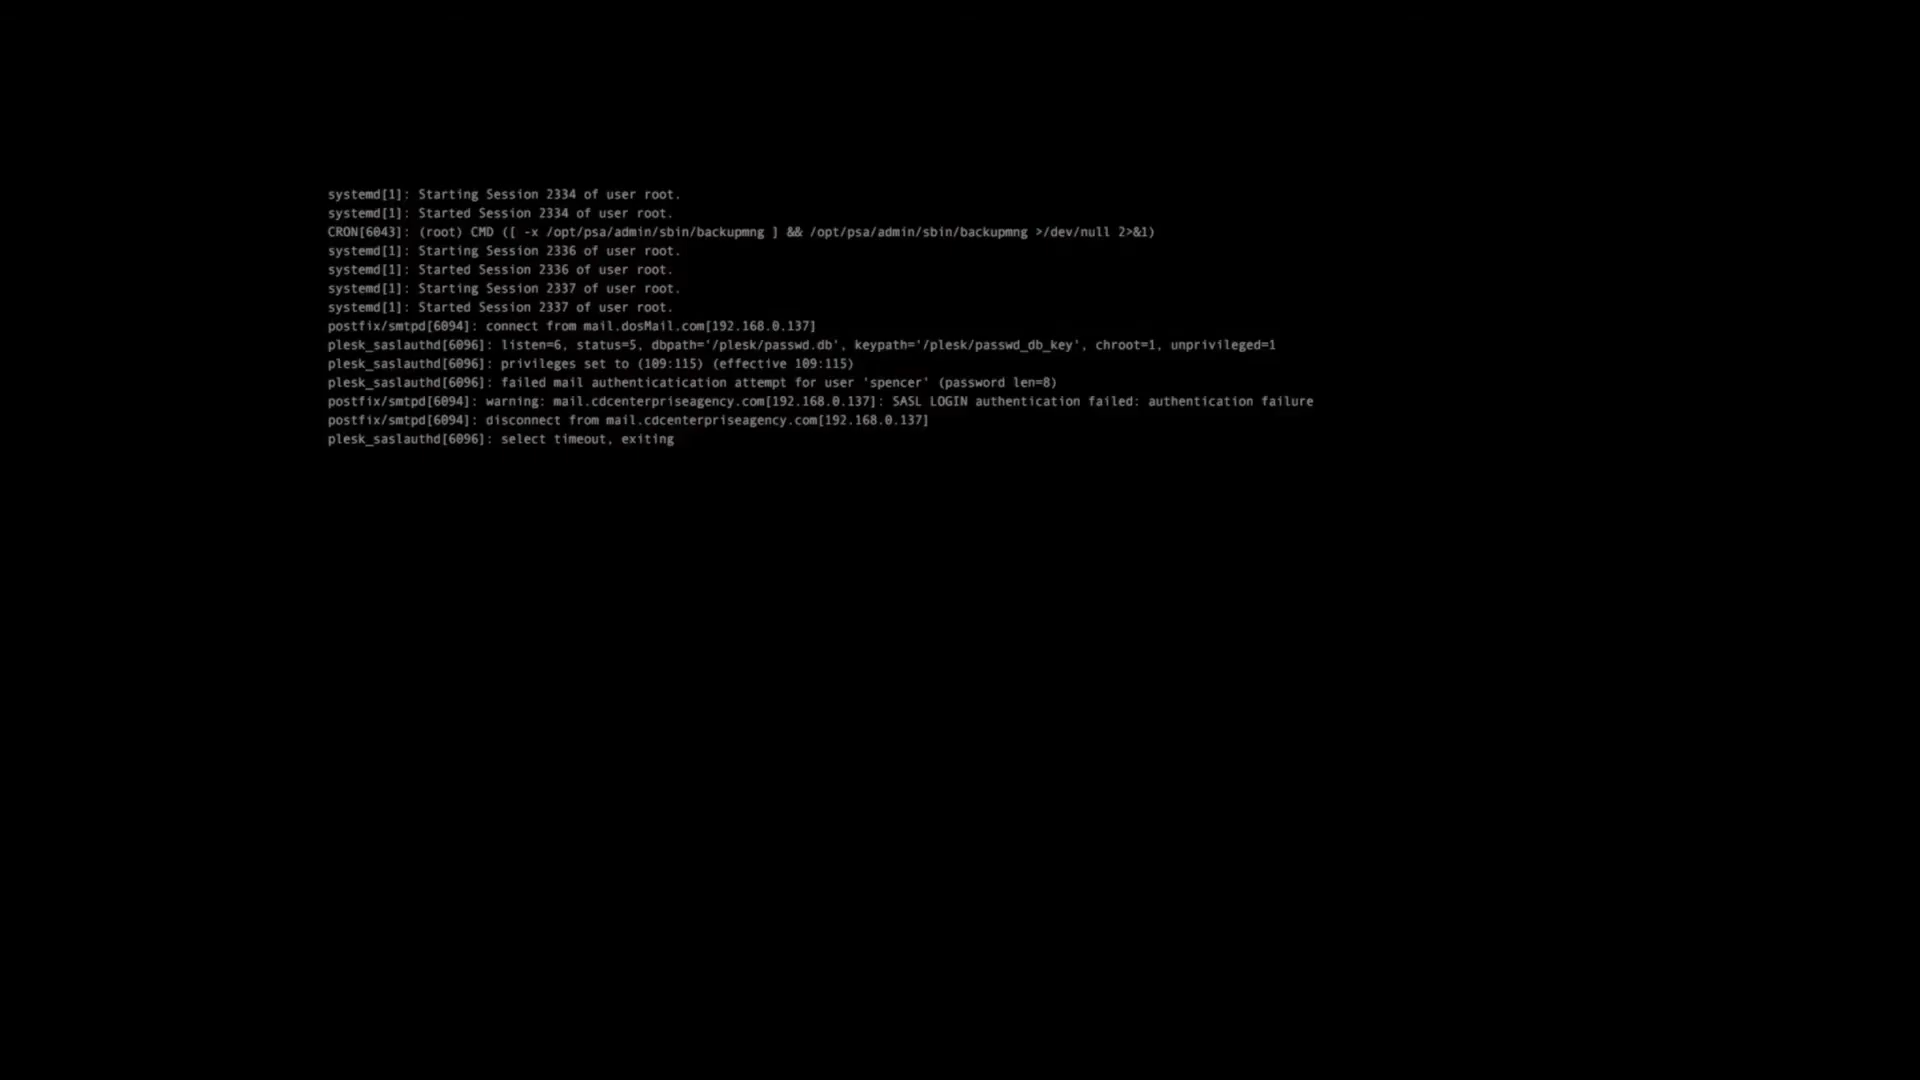 systemd[1]: Starting Session 2334 of user root.
systemd[1]: Started Session 2334 of user root.
CRON[6043]: (root) CMD ([ -x /opt/psa/admin/sbin/backupmng ] && /opt/psa/admin/sbin/backupmng >/dev/null 2>&1)
systemd[1]: Starting Session 2336 of user root.
systemd[1]: Started Session 2336 of user root.
systemd[1]: Starting Session 2337 of user root.
systemd[1]: Started Session 2337 of user root.
postfix/smtpd[6094]: connect from mail.dosMail.com[192.168.0.137]
plesk_saslauthd[6096]: listen=6, status=5, dbpath='/plesk/passwd.db', keypath='/plesk/passwd_db_key', chroot=1, unprivileged=1
plesk_saslauthd[6096]: privileges set to (109:115) (effective 109:115)
plesk_saslauthd[6096]: failed mail authenticatication attempt for user 'spencer' (password len=8)
postfix/smtpd[6094]: warning: mail.cdcenterpriseagency.com[192.168.0.137]: SASL LOGIN authentication failed: authentication failure
postfix/smtpd[6094]: disconnect from mail.cdcenterpriseagency.com[192.168.0.137]
plesk_saslauthd[6096]: select timeout, exiting